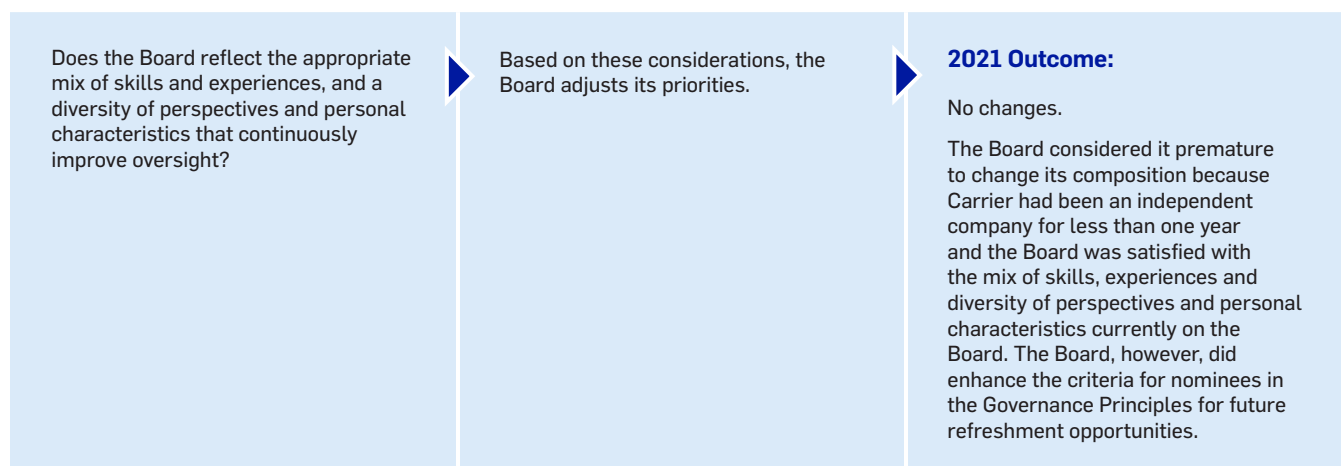 Does the Board reflect the appropriate
mix of skills and experiences, and a
diversity of perspectives and personal
characteristics that continuously
improve oversight?
Based on these considerations, the
Board adjusts its priorities.
2021 Outcome:
No changes.
The Board considered it premature
to change its composition because
Carrier had been an independent
company for less than one year
and the Board was satisfied with
the mix of skills, experiences and
diversity of perspectives and personal
characteristics currently on the
Board. The Board, however, did
enhance the criteria for nominees in
the Governance Principles for future
refreshment opportunities.